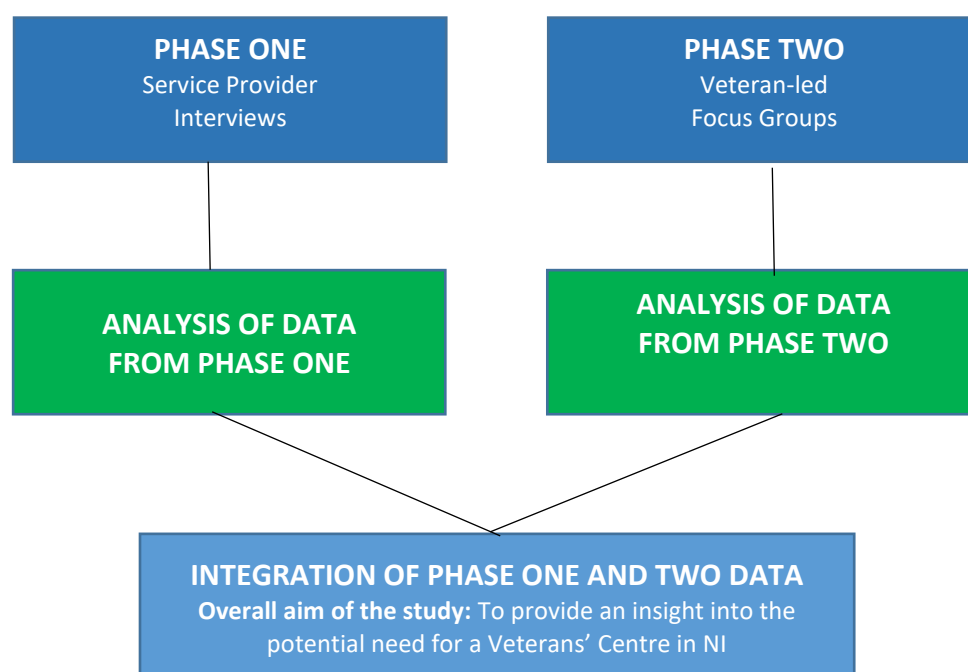 PHASE ONE
Service Provider
Interviews
PHASE TWO
Veteran-led
Focus Groups
ANALYSIS OF DATA
FROM PHASE ONE
ANALYSIS OF DATA
FROM PHASE TWO
INTEGRATION OF PHASE ONE AND TWO DATA
Overall aim of the study: To provide an insight into the
potential need for a Veterans’ Centre in NI